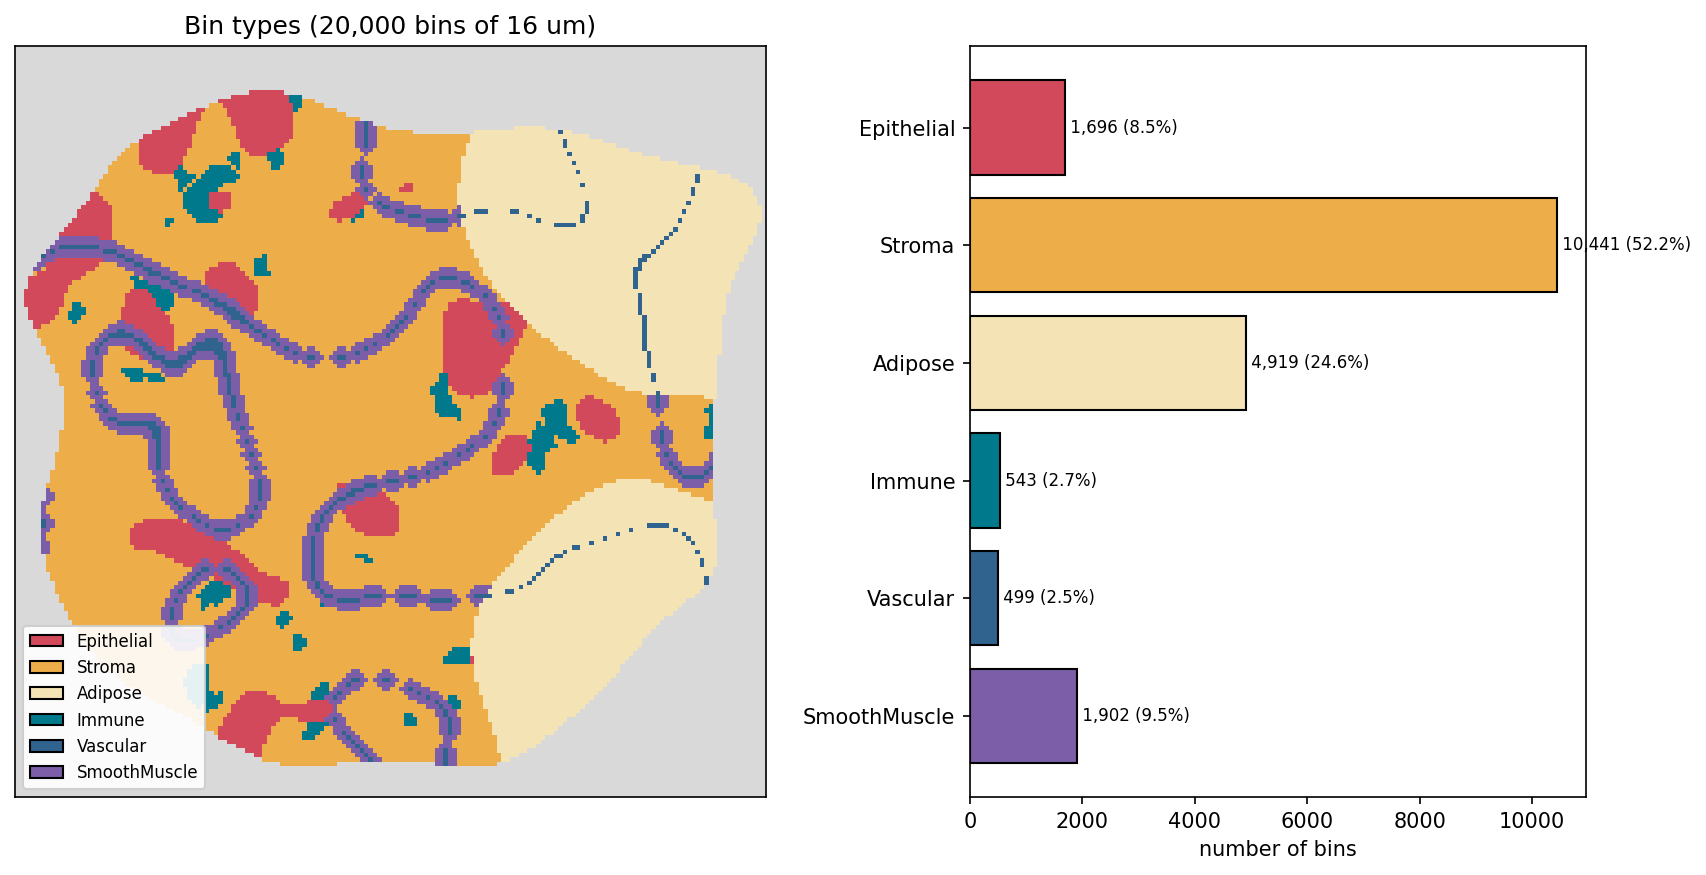 Bin types (20,000 bins of 16 um)
Epithelial
Stroma
Adipose
Immune
Vascular
SmoothMuscle
Epithelial
1,696 (8.5%)
Stroma
10,441 (52.2%)
Adipose
4,919 (24.6%)
Immune
543 (2.7%)
Vascular
499 (2.5%)
SmoothMuscle
1,902 (9.5%)
0 2000 4000 6000 8000 10000
number of bins